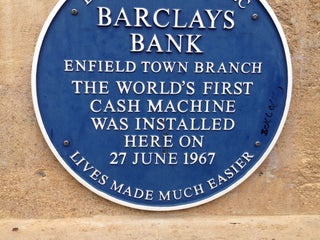 BARCLAYS
BANK
ENFIELD TOWN BRANCH
THE WORLD'S FIRST
CASH MACHINE
WAS INSTALLED
HERE ON
27 JUNE 1967
LIVES MADE MUCH EASIER